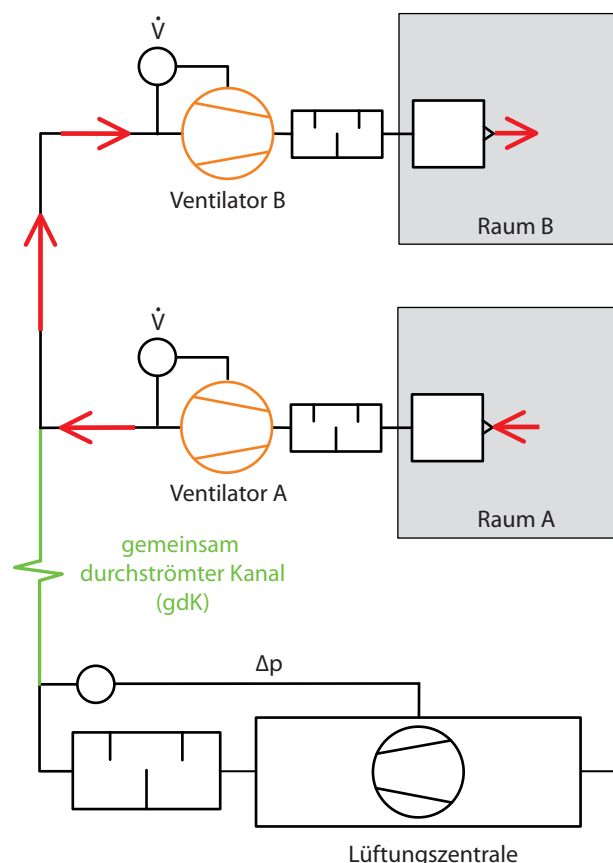 V̇
Ventilator B
Raum B
V̇
Ventilator A
Raum A
gemeinsam
durchströmter Kanal
(gdK)
Δp
Lüftungszentrale